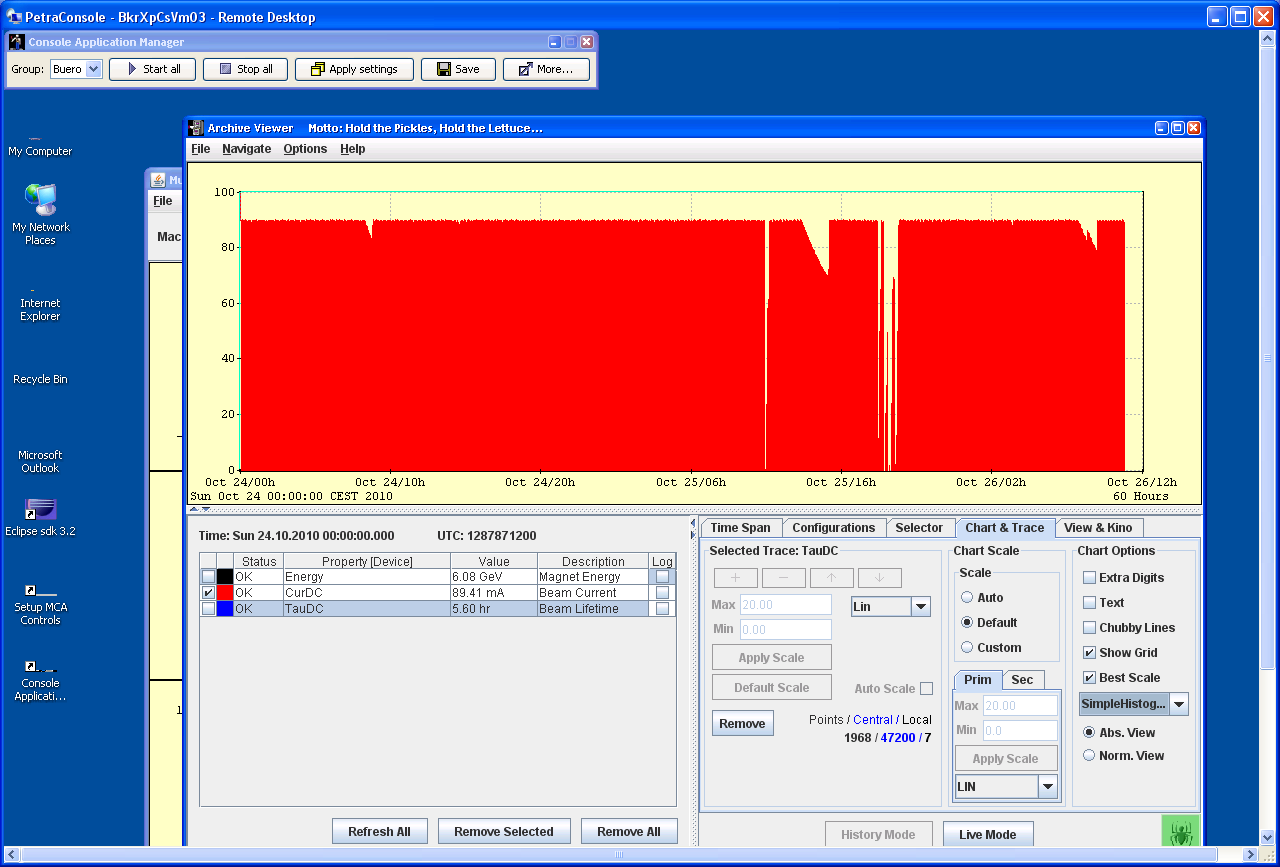 PetraConsole - BkrXpCsVm03 - Remote Desktop
Console Application Manager
Group: Buero Start all Stop all Apply settings Save More...
My Computer
My Network
Places
Internet
Explorer
Recycle Bin
Microsoft
Outlook
Eclipse sdk 3.2
Setup MCA
Controls
Console
Applicati...
Mu
File
Mac
1
Archive Viewer Motto: Hold the Pickles, Hold the Lettuce...
File Navigate Options Help
100
80
60
40
20
0
Oct 24/00h Oct 24/10h Oct 24/20h Oct 25/06h Oct 25/16h Oct 26/02h Oct 26/12h
Sun Oct 24 00:00:00 CEST 2010 60 Hours
Time: Sun 24.10.2010 00:00:00.000 UTC: 1287871200
Status Property [Device] Value Description Log
OK Energy 6.08 GeV Magnet Energy
OK CurDC 89.41 mA Beam Current
OK TauDC 5.60 hr Beam Lifetime
Refresh All Remove Selected Remove All
Time Span Configurations Selector Chart & Trace View & Kino
Selected Trace: TauDC
+ − ↑ ↓
Max 20.00 Lin
Min 0.00
Apply Scale
Default Scale Auto Scale
Remove Points / Central / Local
1968 / 47200 / 7
Chart Scale
Scale
Auto
Default
Custom
Prim Sec
Max 20.00
Min 0.0
Apply Scale
LIN
Chart Options
Extra Digits
Text
Chubby Lines
Show Grid
Best Scale
SimpleHistog...
Abs. View
Norm. View
History Mode Live Mode